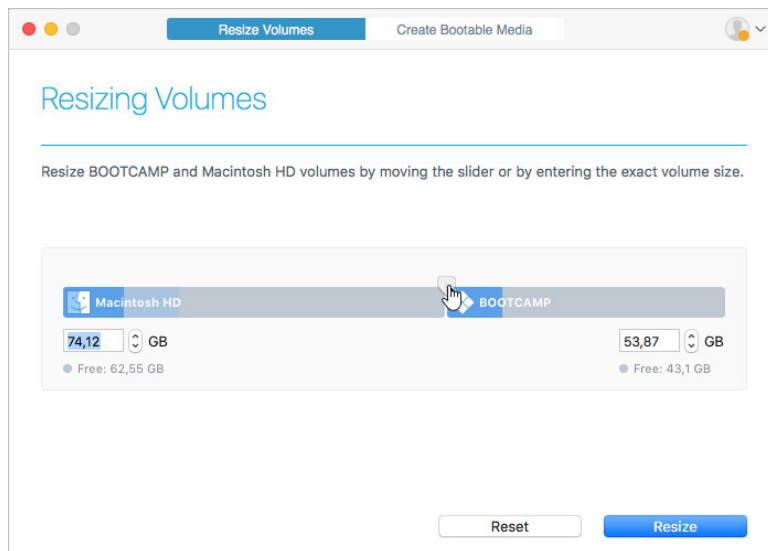 Resize Volumes
Create Bootable Media
Resizing Volumes
Resize BOOTCAMP and Macintosh HD volumes by moving the slider or by entering the exact volume size.
Macintosh HD
BOOTCAMP
74,12 GB
53,87 GB
Free: 62,55 GB
Free: 43,1 GB
Reset
Resize